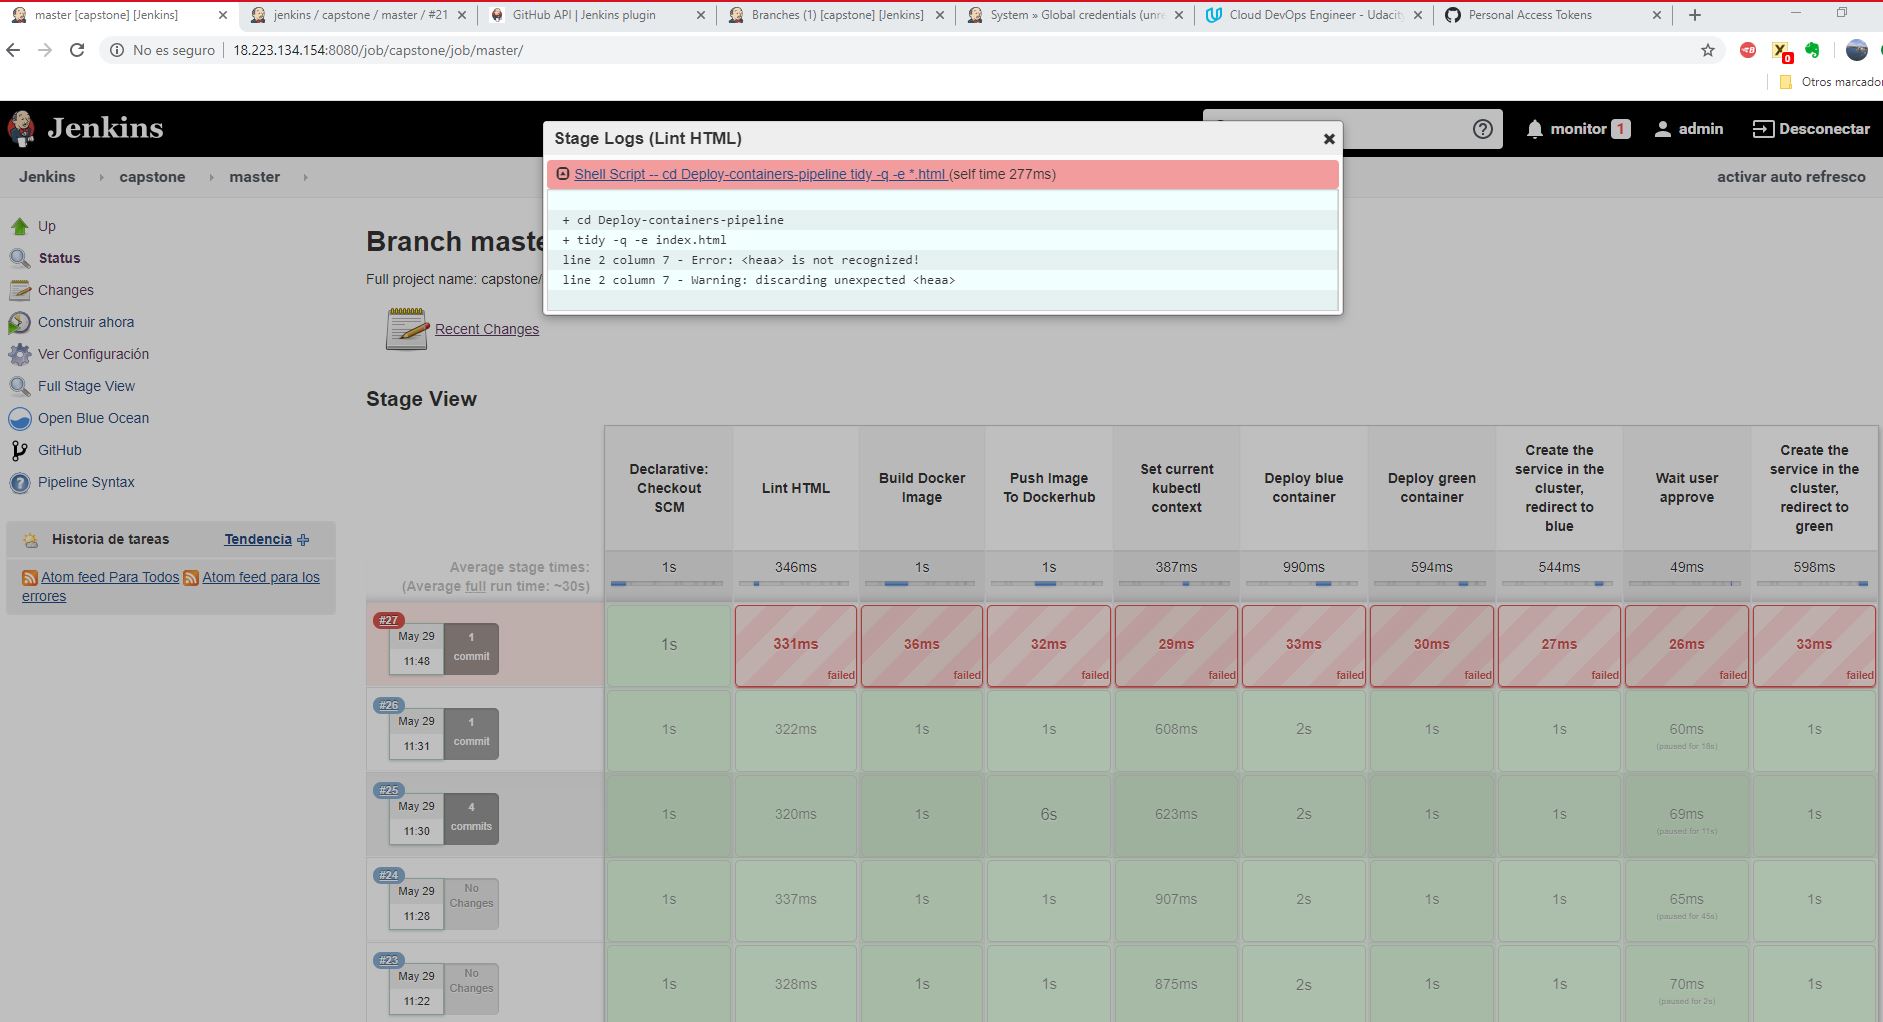 master [capstone] [Jenkins]
jenkins / capstone / master / #21
GitHub API | Jenkins plugin
Branches (1) [capstone] [Jenkins]
System » Global credentials (unre
Cloud DevOps Engineer - Udacity
Personal Access Tokens
No es seguro
18.223.134.154:8080/job/capstone/job/master/
0
Otros marcador
Jenkins
monitor 1
admin
Desconectar
Jenkins
capstone
master
activar auto refresco
Stage Logs (Lint HTML)
Shell Script -- cd Deploy-containers-pipeline tidy -q -e *.html (self time 277ms)
+ cd Deploy-containers-pipeline
+ tidy -q -e index.html
line 2 column 7 - Error: <heaa> is not recognized!
line 2 column 7 - Warning: discarding unexpected <heaa>
Up
Status
Changes
Construir ahora
Ver Configuración
Full Stage View
Open Blue Ocean
GitHub
Pipeline Syntax
Historia de tareas
Tendencia
Atom feed Para Todos
Atom feed para los
errores
Branch maste
Full project name: capstone/
Recent Changes
Stage View
Declarative:
Checkout
SCM
Lint HTML
Build Docker
Image
Push Image
To Dockerhub
Set current
kubectl
context
Deploy blue
container
Deploy green
container
Create the
service in the
cluster,
redirect to
blue
Wait user
approve
Create the
service in the
cluster,
redirect to
green
Average stage times:
(Average full run time: ~30s)
1s 346ms 1s 1s 387ms 990ms 594ms 544ms 49ms 598ms
#27
May 29
11:48
1
commit
1s 331ms 36ms 32ms 29ms 33ms 30ms 27ms 26ms 33ms
failed failed failed failed failed failed failed failed failed
#26
May 29
11:31
1
commit
1s 322ms 1s 1s 608ms 2s 1s 1s 60ms 1s
(paused for 18s)
#25
May 29
11:30
4
commits
1s 320ms 1s 6s 623ms 2s 1s 1s 69ms 1s
(paused for 11s)
#24
May 29
11:28
No
Changes
1s 337ms 1s 1s 907ms 2s 1s 1s 65ms 1s
(paused for 45s)
#23
May 29
11:22
No
Changes
1s 328ms 1s 1s 875ms 2s 1s 1s 70ms 1s
(paused for 2s)